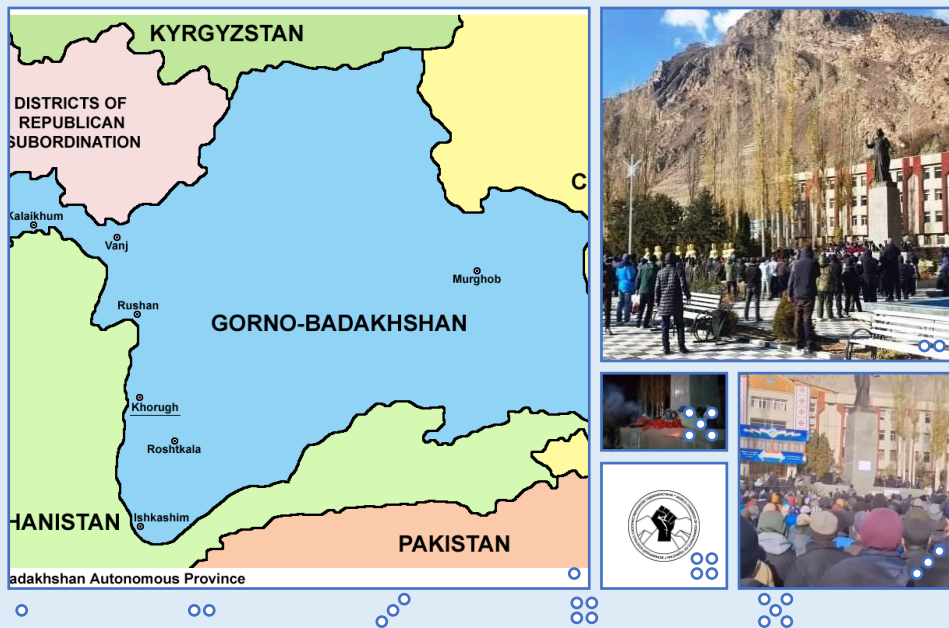 KYRGYZSTAN
DISTRICTS OF
REPUBLICAN
SUBORDINATION
C
Kalaikhum
Vanj
Murghob
Rushan
GORNO-BADAKHSHAN
Khorugh
Roshtkala
HANISTAN
Ishkashim
PAKISTAN
adakhshan Autonomous Province